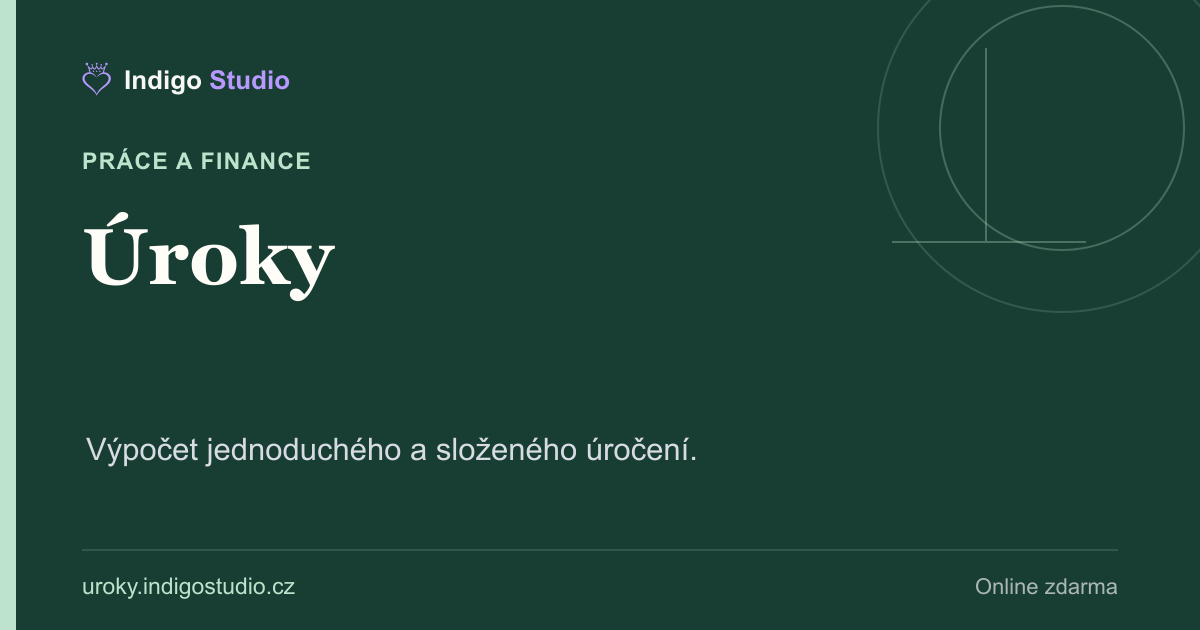 Indigo Studio
PRÁCE A FINANCE
Úroky
Výpočet jednoduchého a složeného úročení.
uroky.indigostudio.cz
Online zdarma